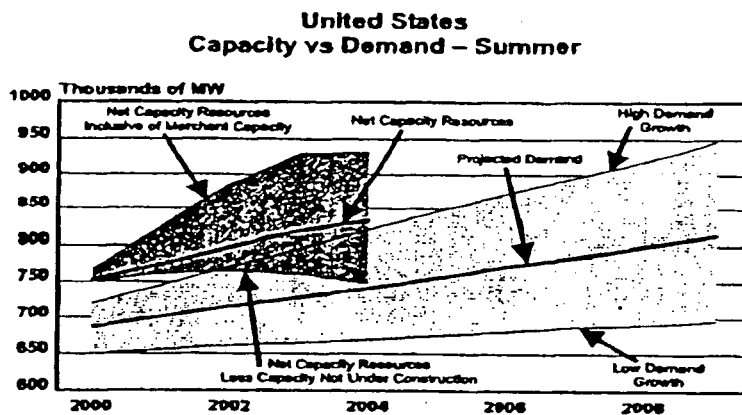 United States
Capacity vs Demand – Summer
Thousands of MW
1000
950
900
850
800
750
700
650
600
Net Capacity Resources
Inclusive of Merchant Capacity
Net Capacity Resources
High Demand
Growth
Projected Demand
Net Capacity Resources
Less Capacity Not Under Construction
Low Demand
Growth
2000
2002
2004
2006
2008